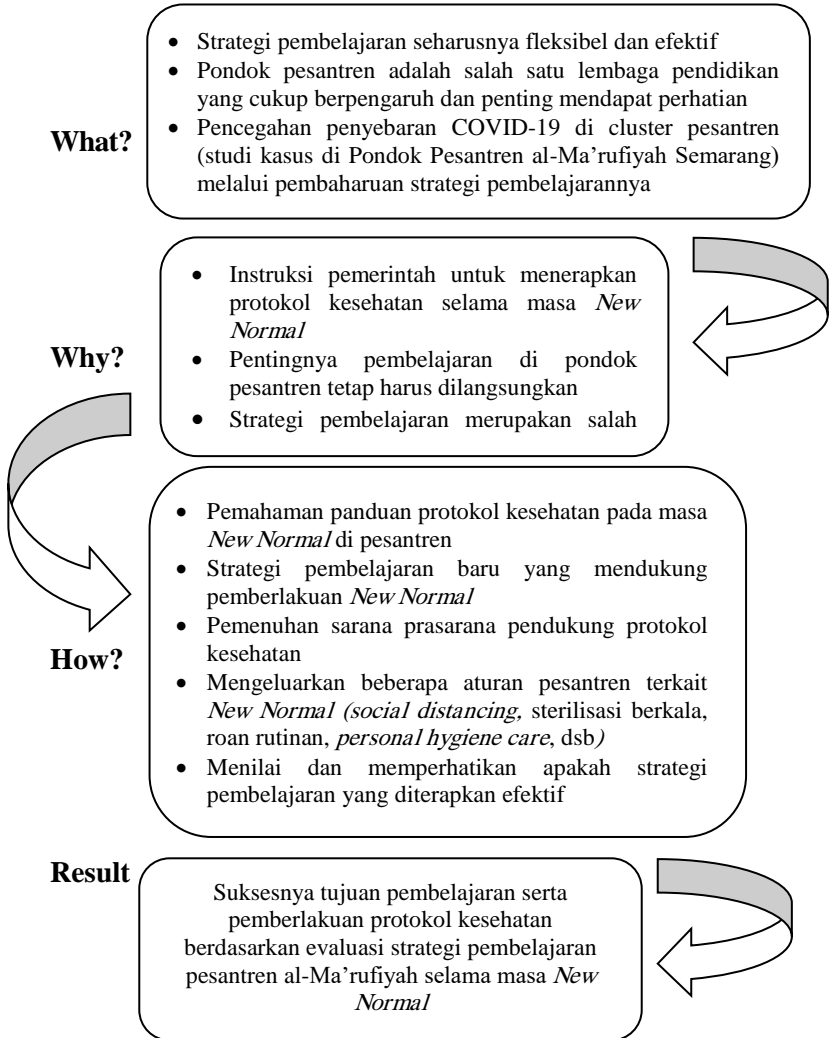 • Strategi pembelajaran seharusnya fleksibel dan efektif
• Pondok pesantren adalah salah satu lembaga pendidikan
yang cukup berpengaruh dan penting mendapat perhatian
What?
• Pencegahan penyebaran COVID-19 di cluster pesantren
(studi kasus di Pondok Pesantren al-Ma'rufiyah Semarang)
melalui pembaharuan strategi pembelajarannya
• Instruksi pemerintah untuk menerapkan
protokol kesehatan selama masa New
Normal
Why?
• Pentingnya pembelajaran di pondok
pesantren tetap harus dilangsungkan
• Strategi pembelajaran merupakan salah
• Pemahaman panduan protokol kesehatan pada masa
New Normal di pesantren
• Strategi pembelajaran baru yang mendukung
pemberlakuan New Normal
• Pemenuhan sarana prasarana pendukung protokol
kesehatan
How?
• Mengeluarkan beberapa aturan pesantren terkait
New Normal (social distancing, sterilisasi berkala,
roan rutinan, personal hygiene care, dsb)
• Menilai dan memperhatikan apakah strategi
pembelajaran yang diterapkan efektif
Result
Suksesnya tujuan pembelajaran serta
pemberlakuan protokol kesehatan
berdasarkan evaluasi strategi pembelajaran
pesantren al-Ma'rufiyah selama masa New
Normal